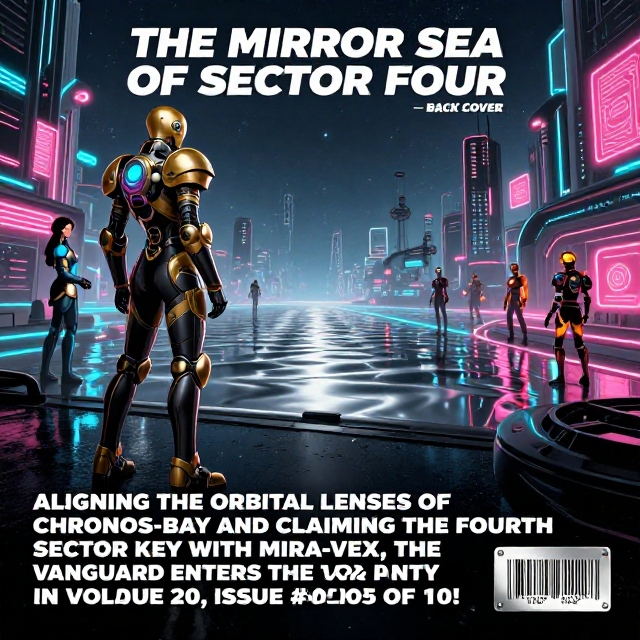 THE MIRROR SEA
OF SECTOR FOUR
— BACK COVER
ALIGNING THE ORBITAL LENSES OF
CHRONOS-BAY AND CLAIMING THE FOURTH
SECTOR KEY WITH MIRA-VEX, THE
VANGUARD ENTERS THE
IN VOLDUE 20, ISSUE OF 10!